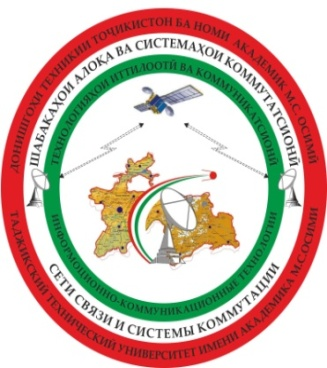 ДОНИШГОҲИ ТЕХНИКИИ ТОҶИКИСТОН БА НОМИ АКАДЕМИК М.С.ОСИМӢ
ШАБАКАҲОИ АЛОҚА ВА СИСТЕМАҲОИ КОММУТАТСИОНӢ
ТЕХНОЛОГИЯҲОИ ИТТИЛООТӢ ВА КОММУНИКАТСИОНӢ
ИНФОРМОЦИОННО-КОММУНИКАЦИОННЫЕ ТЕХНОЛОГИИ
СЕТИ СВЯЗИ И СИСТЕМЫ КОММУТАЦИИ
ТАДЖИКСКИЙ ТЕХНИЧЕСКИЙ УНИВЕРСИТЕТ ИМЕНИ АКАДЕМИКА М.С.ОСИМИ